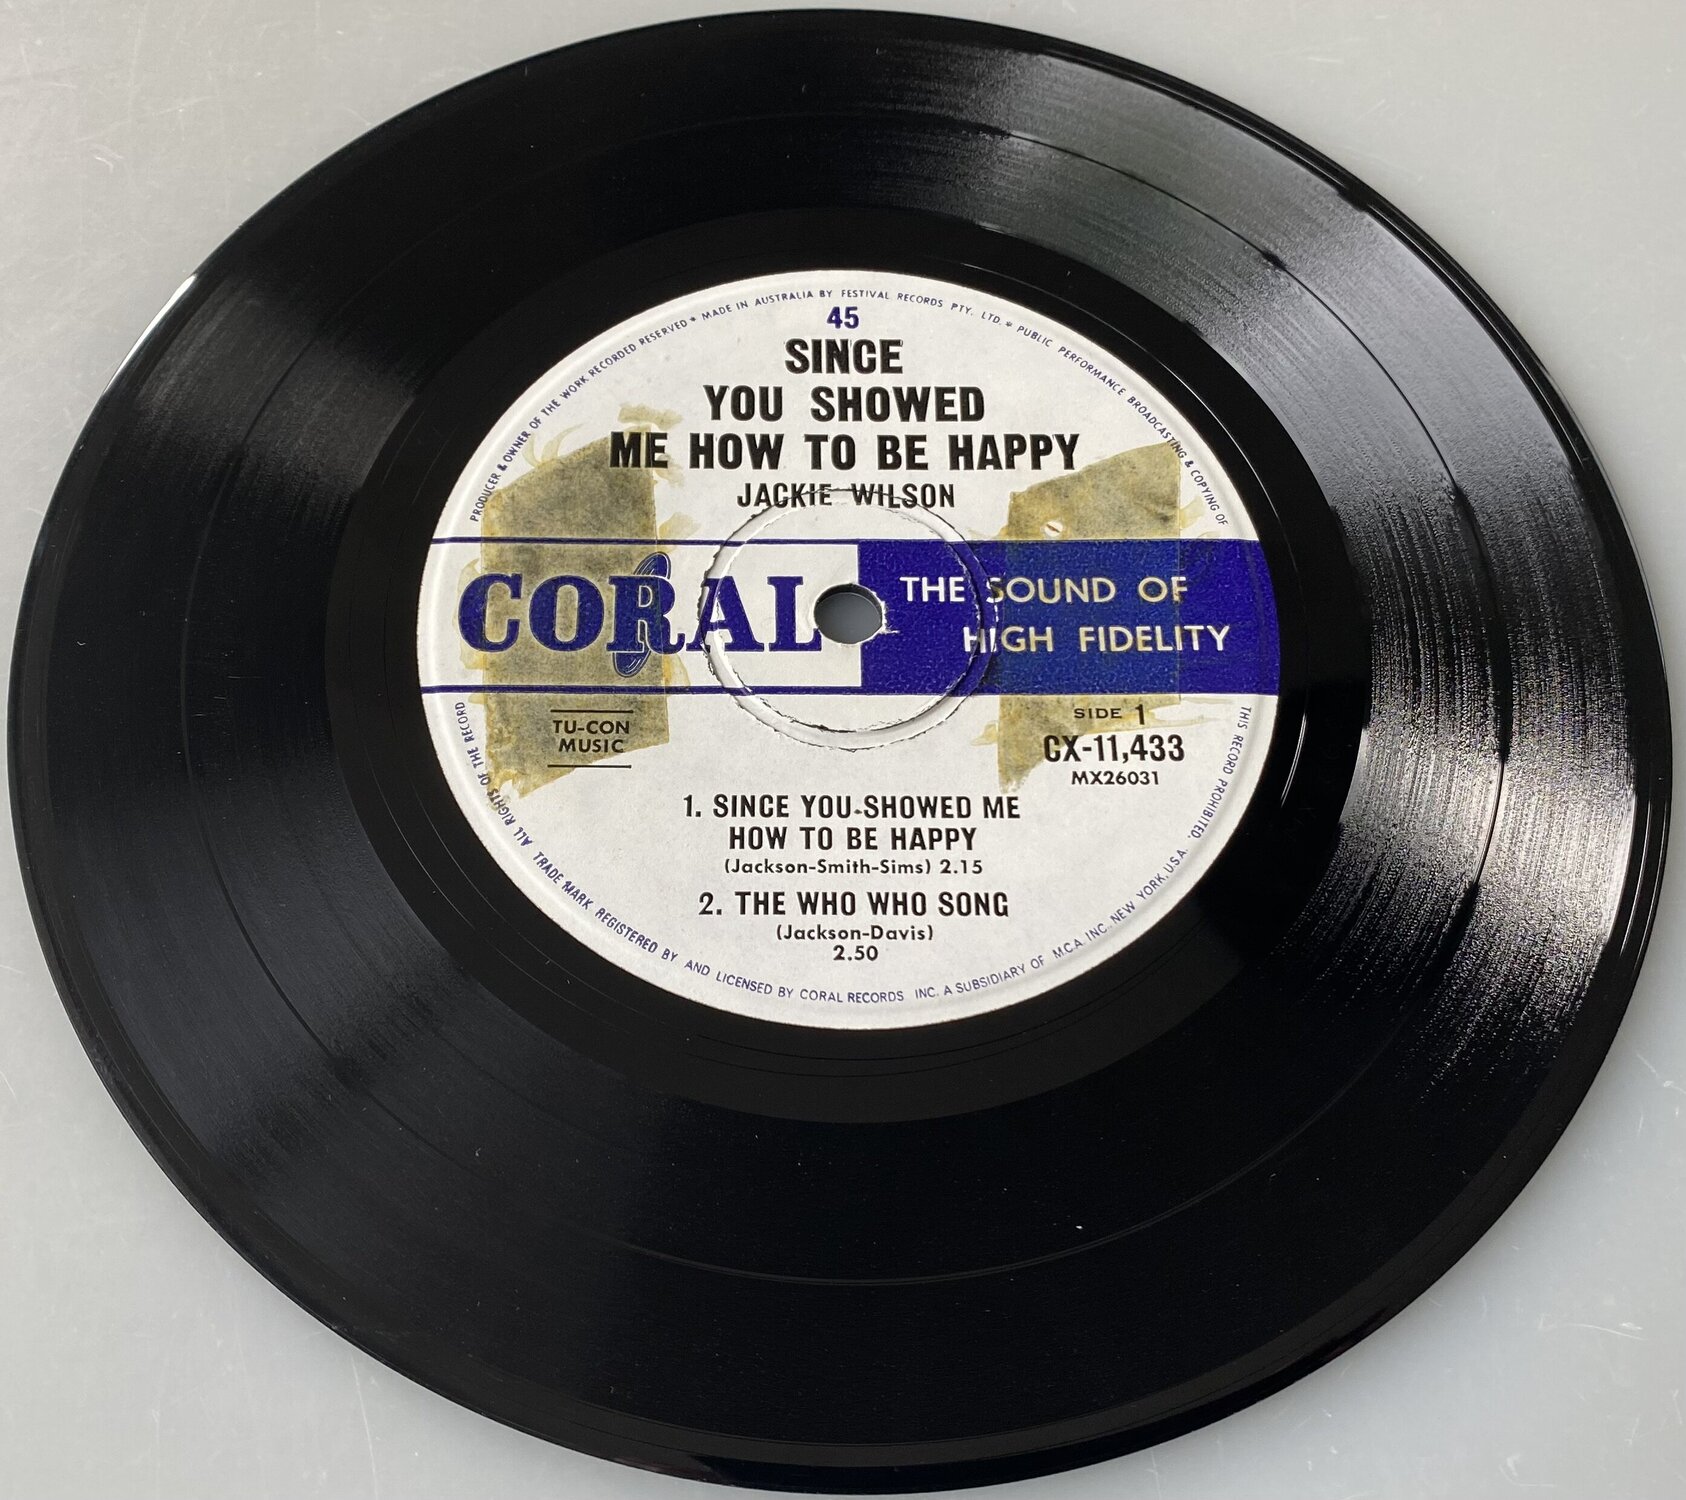 PRODUCER & OWNER OF THE WORK RECORDED RESERVED * MADE IN AUSTRALIA BY FESTIVAL RECORDS PTY. LTD. * PUBLIC PERFORMANCE BROADCASTING & COPYING OF
45
SINCE
YOU SHOWED
ME HOW TO BE HAPPY
JACKIE WILSON
CORAL
THE SOUND OF
HIGH FIDELITY
TU-CON
MUSIC
SIDE 1
CX-11,433
MX26031
1. SINCE YOU SHOWED ME
HOW TO BE HAPPY
(Jackson-Smith-Sims) 2.15
2. THE WHO WHO SONG
(Jackson-Davis)
2.50
THIS RECORD PROHIBITED.
ALL RIGHTS OF THE RECORD
TRADE MARK REGISTERED BY AND LICENSED BY CORAL RECORDS INC. A SUBSIDIARY OF M.C.A. INC. NEW YORK, U.S.A.